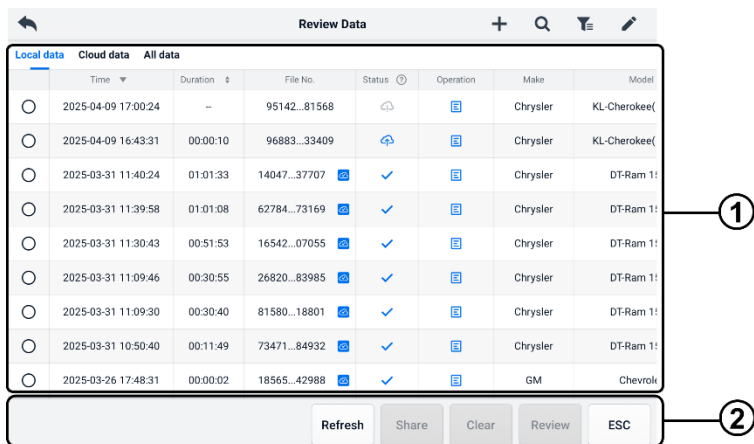 Review Data
Local data Cloud data All data
Time Duration File No. Status ? Operation Make Model
2025-04-09 17:00:24 -- 95142...81568 Chrysler KL-Cherokee(
2025-04-09 16:43:31 00:00:10 96883...33409 Chrysler KL-Cherokee(
2025-03-31 11:40:24 01:01:33 14047...37707 Chrysler DT-Ram 15
2025-03-31 11:39:58 01:01:08 62784...73169 Chrysler DT-Ram 15
2025-03-31 11:30:43 00:51:53 16542...07055 Chrysler DT-Ram 15
2025-03-31 11:09:46 00:30:55 26820...83985 Chrysler DT-Ram 15
2025-03-31 11:09:30 00:30:40 81580...18801 Chrysler DT-Ram 15
2025-03-31 10:50:40 00:11:49 73471...84932 Chrysler DT-Ram 15
2025-03-26 17:48:31 00:00:02 18565...42988 GM Chevrole
1
Refresh Share Clear Review ESC
2